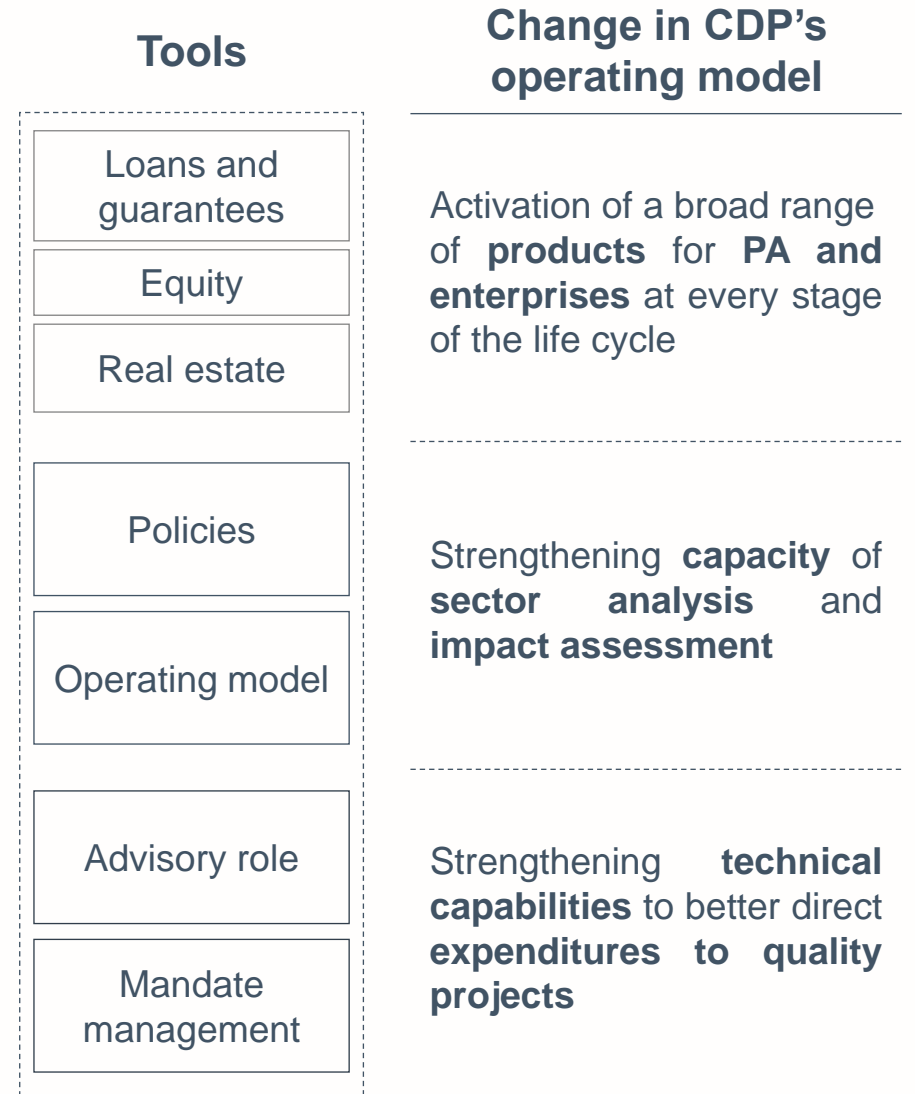 Tools
Change in CDP's
operating model
Loans and
guarantees
Equity
Real estate
Activation of a broad range
of products for PA and
enterprises at every stage
of the life cycle
Policies
Operating model
Strengthening capacity of
sector analysis and
impact assessment
Advisory role
Mandate
management
Strengthening technical
capabilities to better direct
expenditures to quality
projects